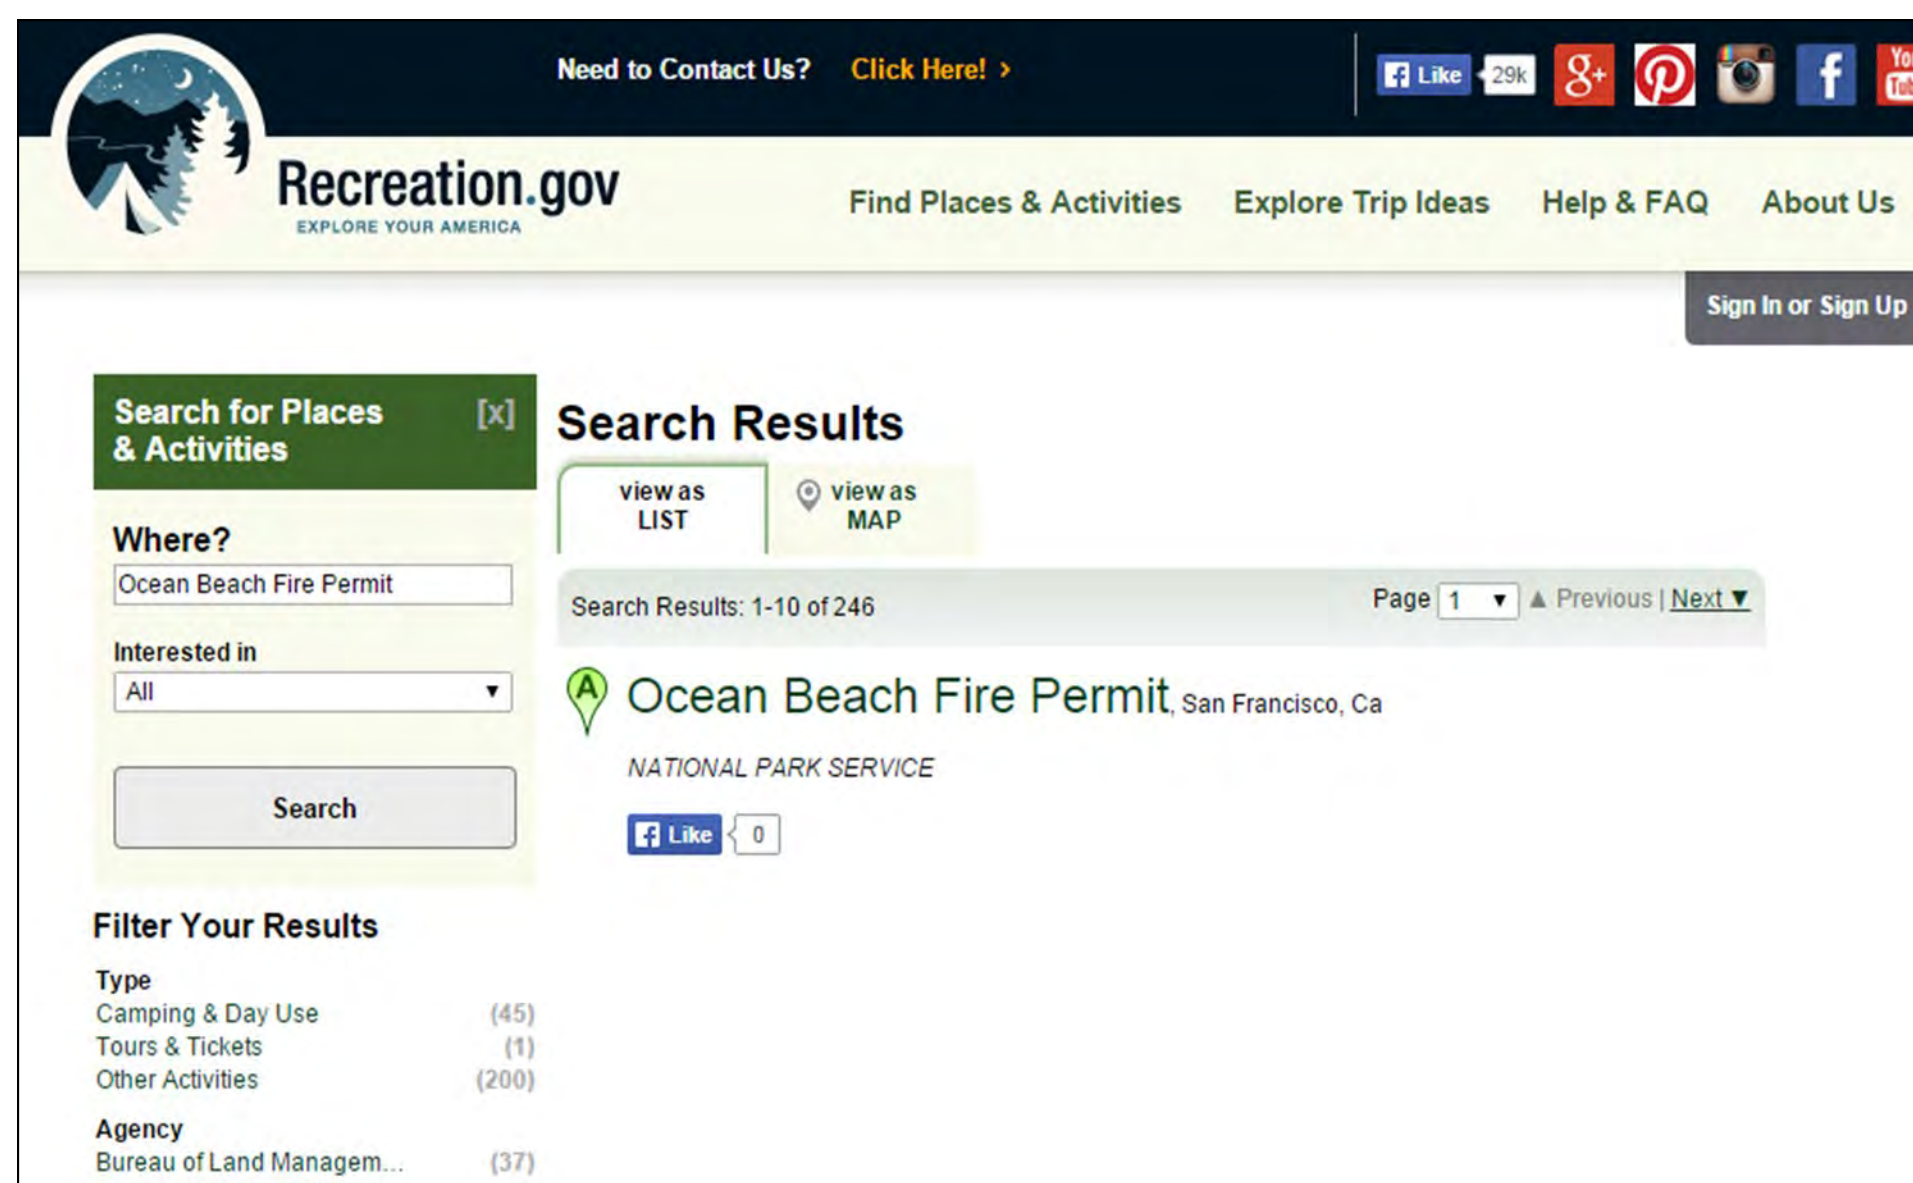 Need to Contact Us? Click Here! >
Like 29k
8+
f
You
Tub
Recreation.gov
EXPLORE YOUR AMERICA
Find Places & Activities Explore Trip Ideas Help & FAQ About Us
Sign In or Sign Up
Search for Places [x]
& Activities
Where?
Ocean Beach Fire Permit
Interested in
All
Search
Filter Your Results
Type
Camping & Day Use (45)
Tours & Tickets (1)
Other Activities (200)
Agency
Bureau of Land Managem... (37)
Search Results
view as
LIST
view as
MAP
Search Results: 1-10 of 246
Page 1 ▼ ▲ Previous | Next ▼
A Ocean Beach Fire Permit, San Francisco, Ca
NATIONAL PARK SERVICE
Like 0